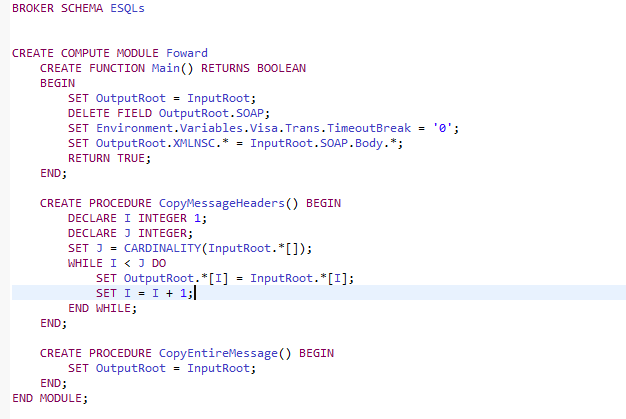 BROKER SCHEMA ESQLs
CREATE COMPUTE MODULE Foward
CREATE FUNCTION Main() RETURNS BOOLEAN
BEGIN
SET OutputRoot = InputRoot;
DELETE FIELD OutputRoot.SOAP;
SET Environment.Variables.Visa.Trans.TimeoutBreak = '0';
SET OutputRoot.XMLNSC.* = InputRoot.SOAP.Body.*;
RETURN TRUE;
END;
CREATE PROCEDURE CopyMessageHeaders() BEGIN
DECLARE I INTEGER 1;
DECLARE J INTEGER;
SET J = CARDINALITY(InputRoot.*[]);
WHILE I < J DO
SET OutputRoot.*[I] = InputRoot.*[I];
SET I = I + 1;
END WHILE;
END;
CREATE PROCEDURE CopyEntireMessage() BEGIN
SET OutputRoot = InputRoot;
END;
END MODULE;